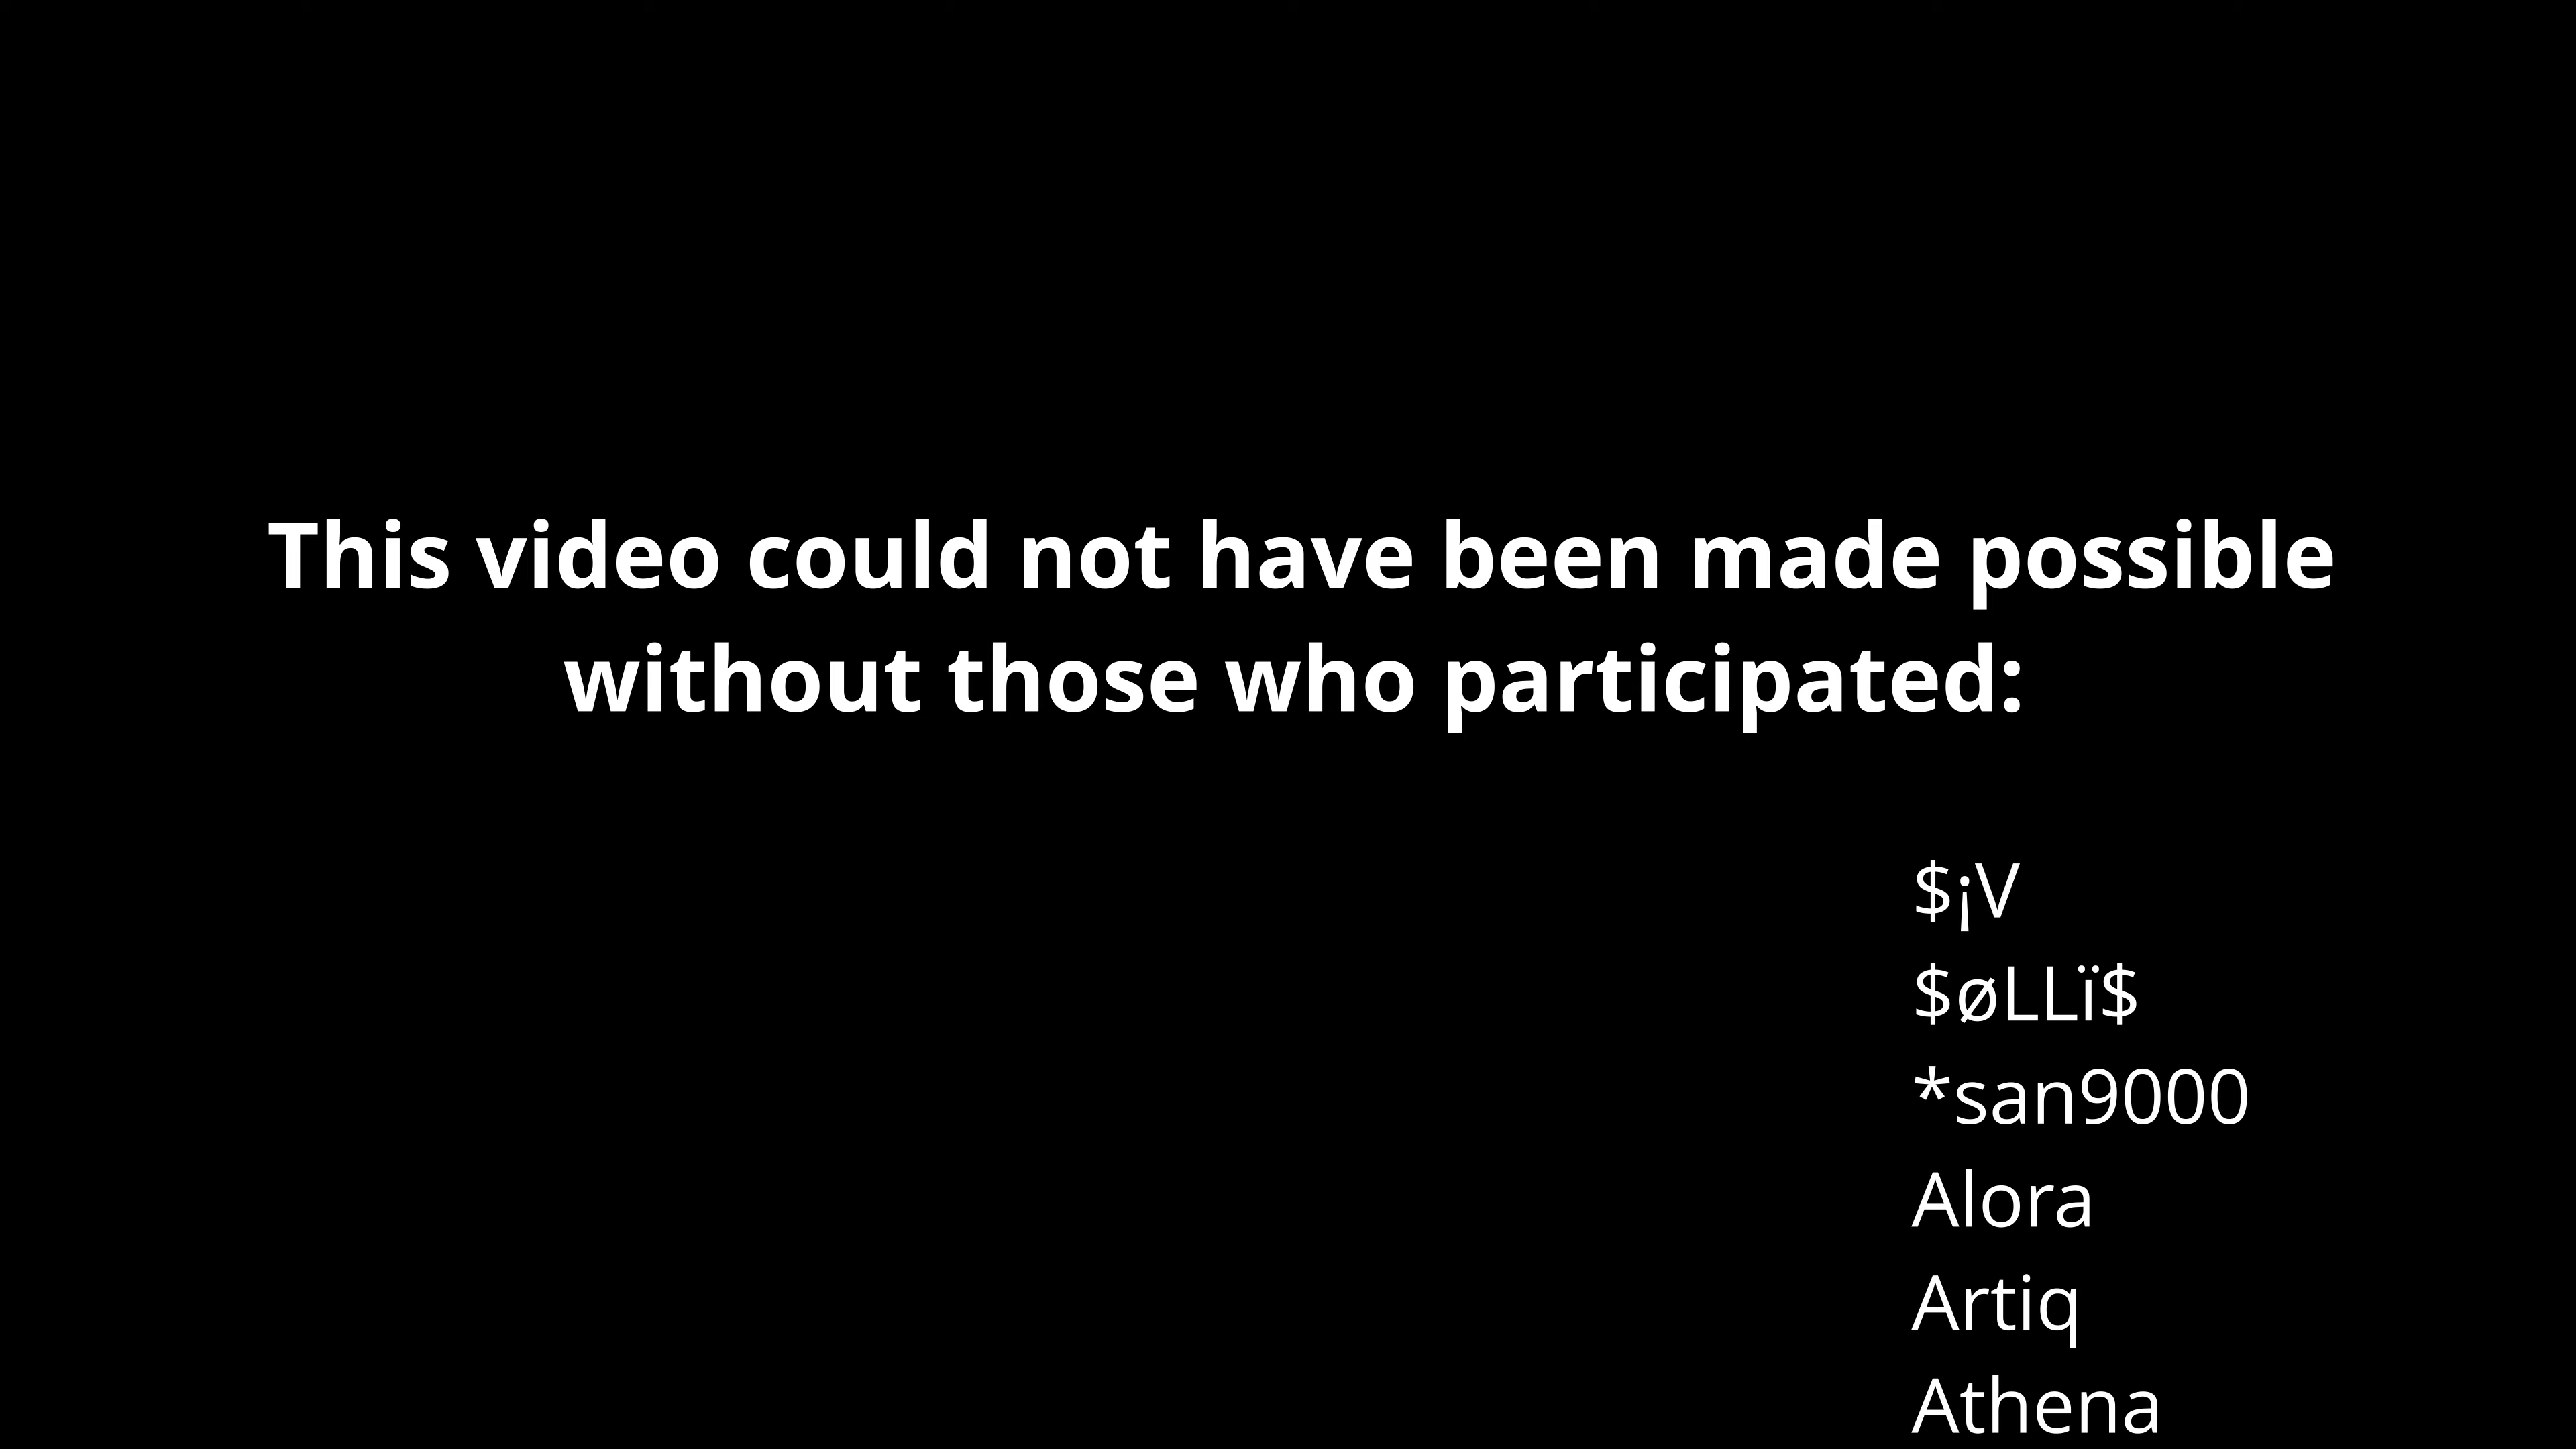 This video could not have been made possible
without those who participated:
$¡V
$øLLï$
*san9000
Alora
Artiq
Athena